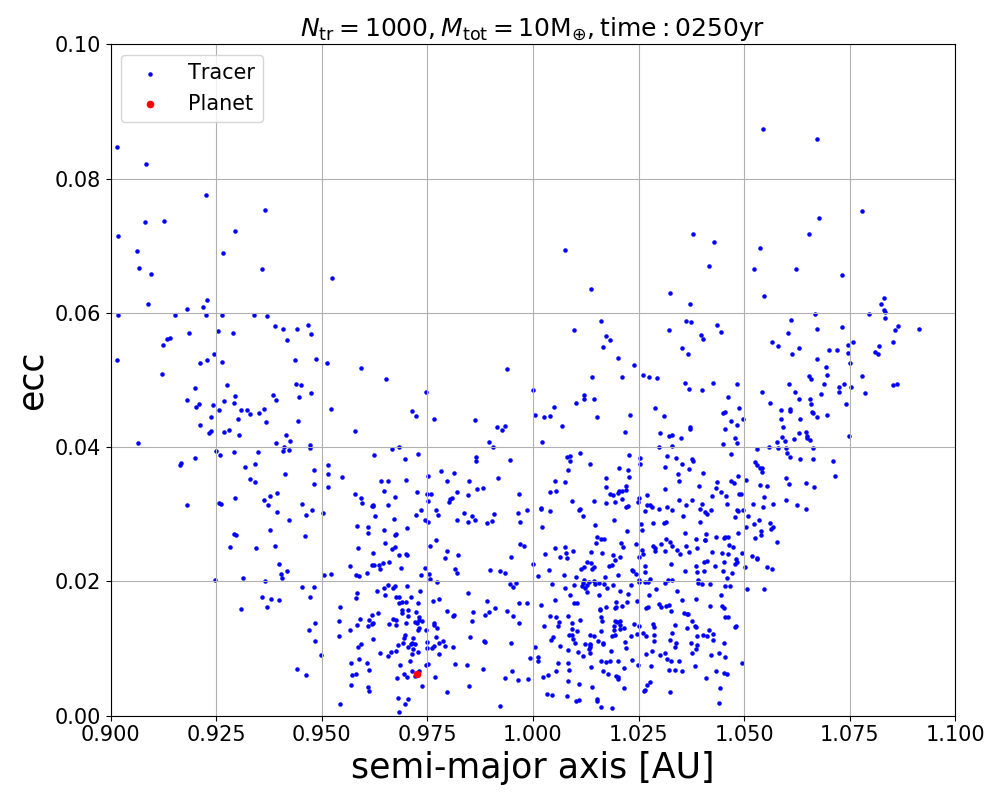 N_tr = 1000, M_tot = 10M_⊕, time : 0250yr
Tracer
Planet
ecc
0.10
0.08
0.06
0.04
0.02
0.00
0.900 0.925 0.950 0.975 1.000 1.025 1.050 1.075 1.100
semi-major axis [AU]